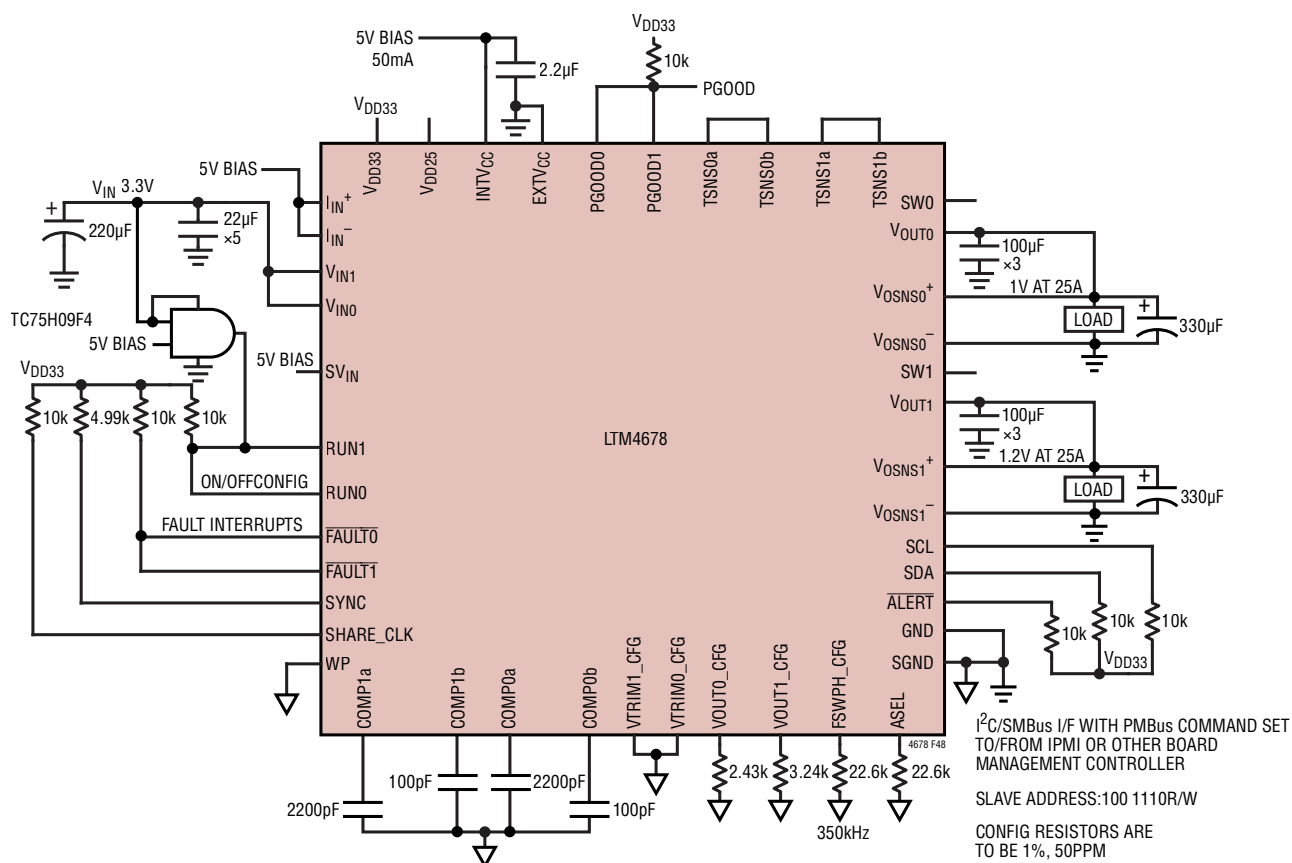 VDD33
5V BIAS
50mA
2.2µF
10k
PGOOD
VDD33
VDD33
VDD25
INTVCC
EXTVCC
PGOOD0
PGOOD1
TSNS0a
TSNS0b
TSNS1a
TSNS1b
5V BIAS
VIN 3.3V
+
220µF
22µF
×5
IIN+
IIN–
VIN1
VIN0
TC75H09F4
5V BIAS
5V BIAS
SVIN
VDD33
10k
4.99k
10k
10k
RUN1
ON/OFFCONFIG
RUN0
FAULT INTERRUPTS
FAULT0
FAULT1
SYNC
SHARE_CLK
WP
LTM4678
SW0
VOUT0
100µF
×3
VOSNS0+
1V AT 25A
LOAD
+
330µF
VOSNS0–
SW1
VOUT1
100µF
×3
VOSNS1+
1.2V AT 25A
LOAD
+
330µF
VOSNS1–
SCL
SDA
ALERT
GND
SGND
10k
10k
10k
VDD33
COMP1a
COMP1b
COMP0a
COMP0b
VTRIM1_CFG
VTRIM0_CFG
VOUT0_CFG
VOUT1_CFG
FSWPH_CFG
ASEL
4678 F48
2200pF
100pF
2200pF
100pF
2.43k
3.24k
22.6k
22.6k
350kHz
I2C/SMBus I/F WITH PMBus COMMAND SET
TO/FROM IPMI OR OTHER BOARD
MANAGEMENT CONTROLLER
SLAVE ADDRESS:100 1110R/W
CONFIG RESISTORS ARE
TO BE 1%, 50PPM